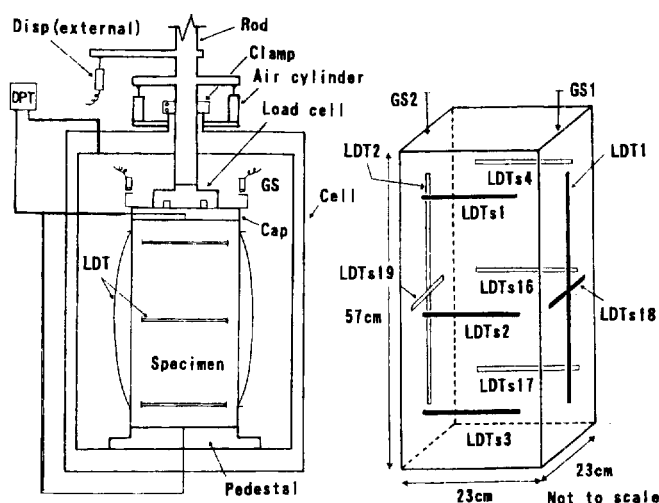 Disp(external)
Rod
Clamp
Air cylinder
DPT
Load cell
GS
Cell
Cap
LDT
Specimen
Pedestal
GS2
GS1
LDT2
LDT1
LDTs4
LDTs1
LDTs19
LDTs16
LDTs18
57cm
LDTs2
LDTs17
LDTs3
23cm
23cm
Not to scale